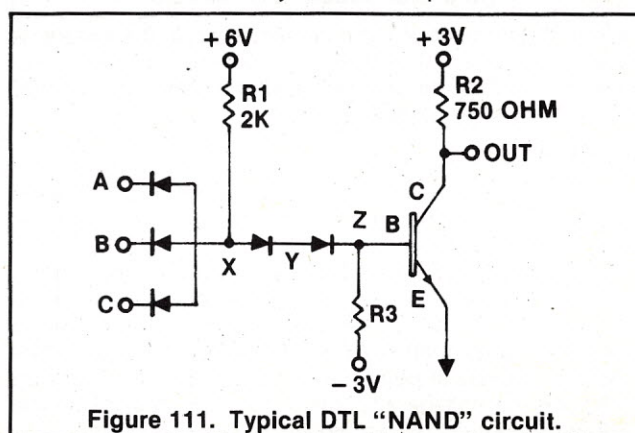 + 6V
+ 3V
R1
2K
R2
750 OHM
OUT
A
C
Z
B
B
X
Y
E
C
R3
– 3V
Figure 111. Typical DTL “NAND” circuit.